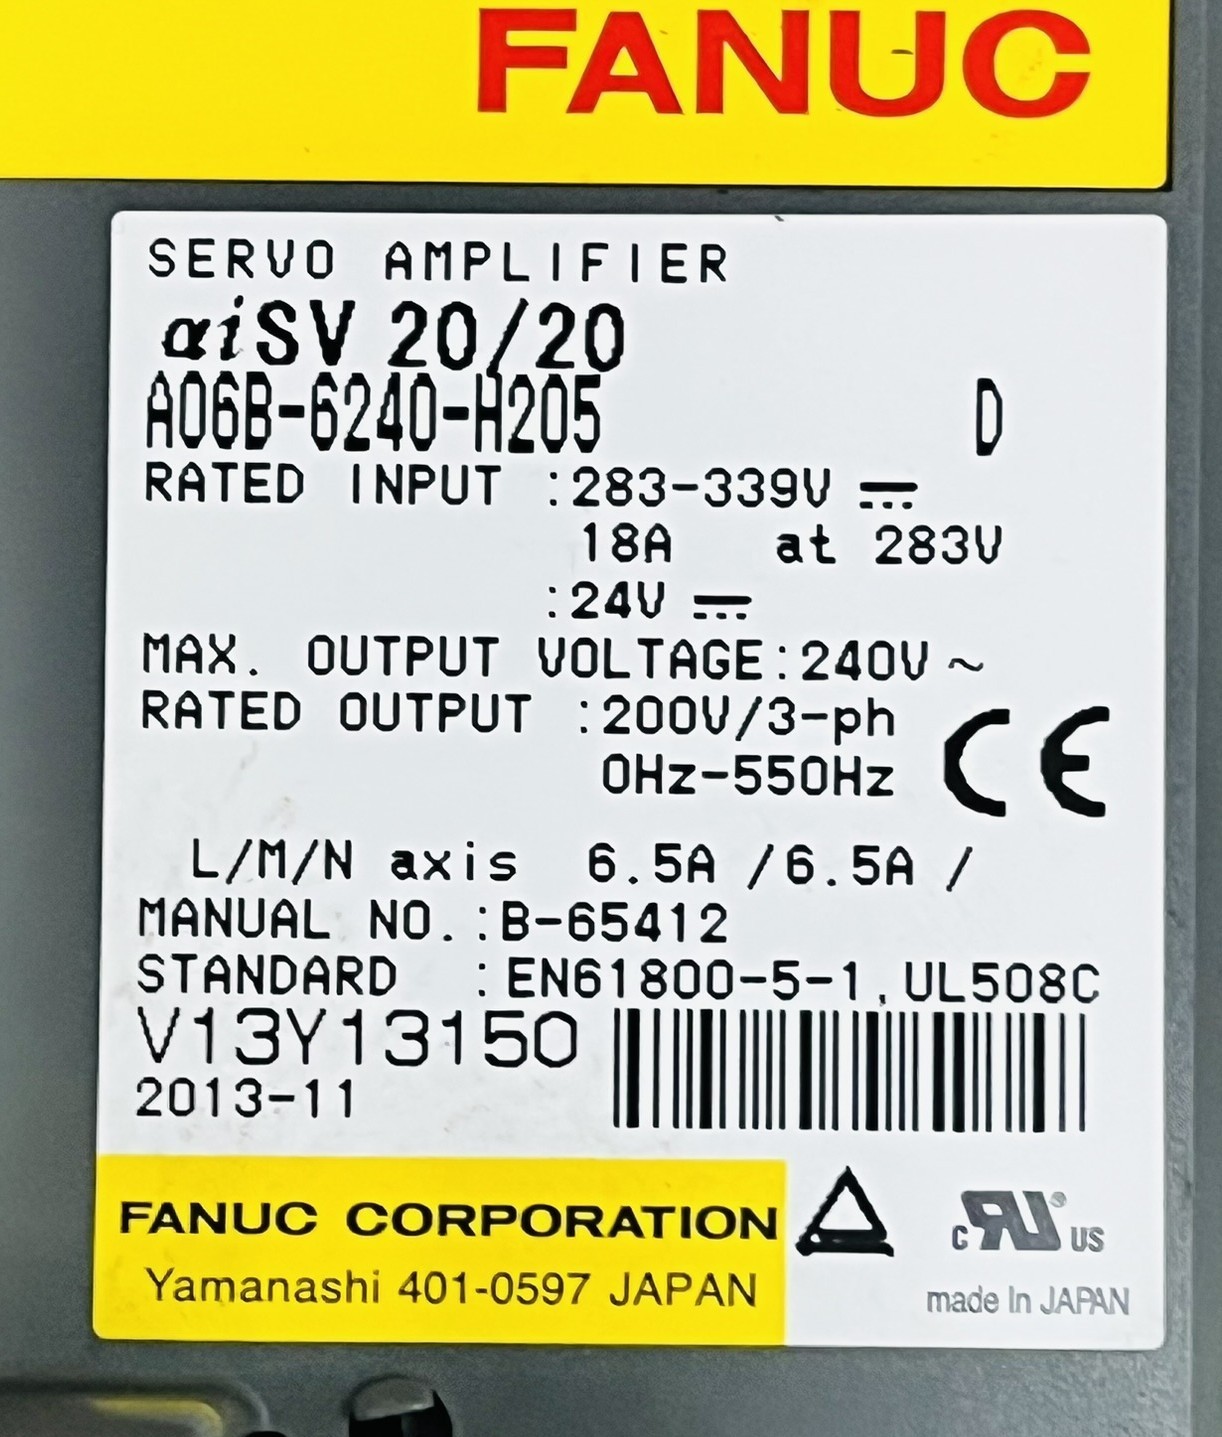 FANUC
SERVO AMPLIFIER
αiSV 20/20
A06B-6240-H205 D
RATED INPUT :283-339V ⎓
18A at 283V
:24V ⎓
MAX. OUTPUT VOLTAGE:240V ~
RATED OUTPUT :200V/3-ph
0Hz-550Hz
CE
L/M/N axis 6.5A /6.5A /
MANUAL NO.:B-65412
STANDARD :EN61800-5-1,UL508C
V13Y13150
2013-11
FANUC CORPORATION
Yamanashi 401-0597 JAPAN
c RU ® US
made In JAPAN